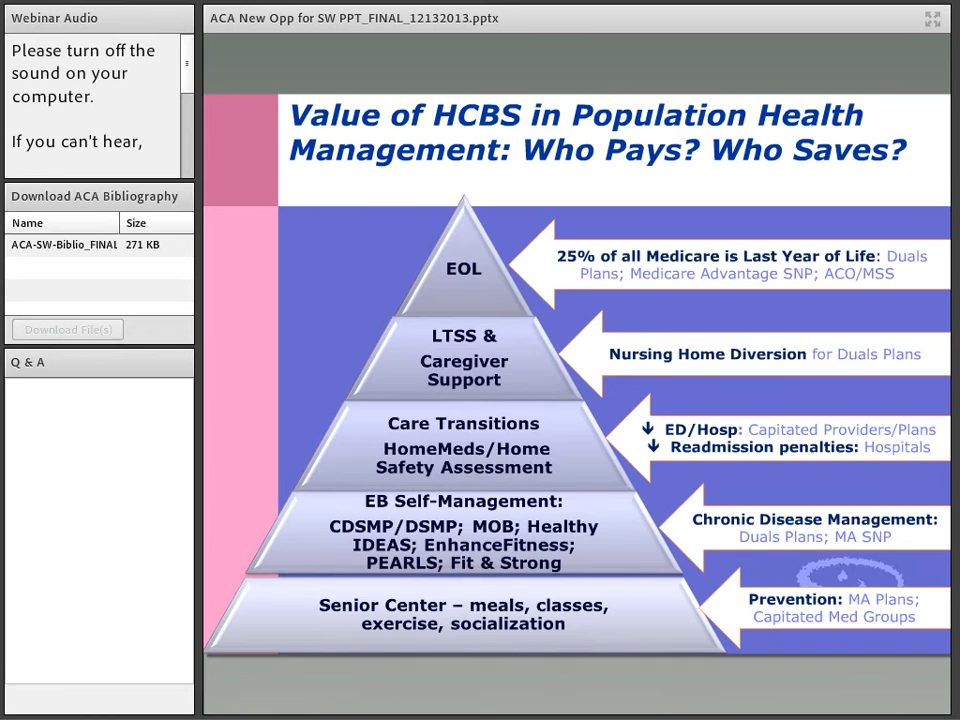 Webinar Audio
Please turn off the
sound on your
computer.
If you can't hear,
Download ACA Bibliography
Name Size
ACA-SW-Biblio_FINAL 271 KB
Download File(s)
Q & A
ACA New Opp for SW PPT_FINAL_12132013.pptx
Value of HCBS in Population Health
Management: Who Pays? Who Saves?
EOL
25% of all Medicare is Last Year of Life: Duals
Plans; Medicare Advantage SNP; ACO/MSS
LTSS &
Caregiver
Support
Nursing Home Diversion for Duals Plans
Care Transitions
HomeMeds/Home
Safety Assessment
🡻 ED/Hosp: Capitated Providers/Plans
🡻 Readmission penalties: Hospitals
EB Self-Management:
CDSMP/DSMP; MOB; Healthy
IDEAS; EnhanceFitness;
PEARLS; Fit & Strong
Chronic Disease Management:
Duals Plans; MA SNP
Senior Center – meals, classes,
exercise, socialization
Prevention: MA Plans;
Capitated Med Groups